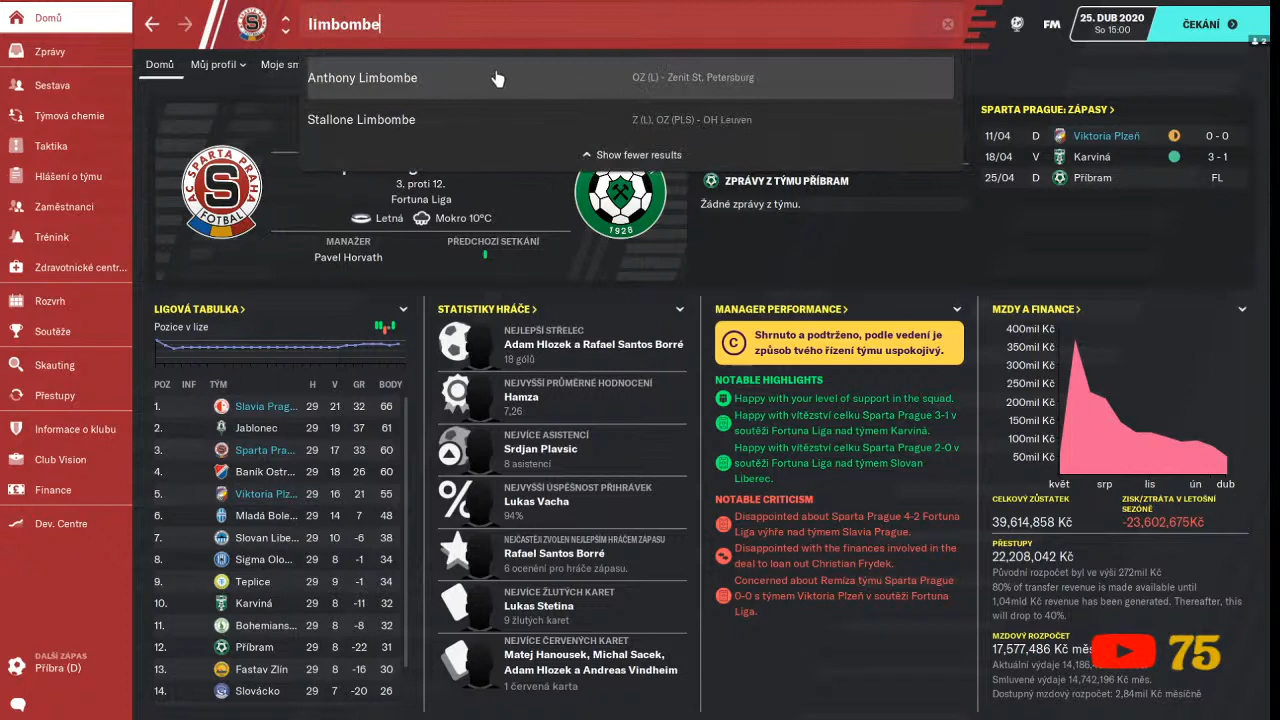 Domů
Zprávy
Sestava
Týmová chemie
Taktika
Hlášení o týmu
Zaměstnanci
Trénink
Zdravotnické centr...
Rozvrh
Soutěže
Skauting
Přestupy
Informace o klubu
Club Vision
Finance
Dev. Centre
DALŠÍ ZÁPAS
Příbra (D)
limbombe
FM
25. DUB 2020
So 15:00
ČEKÁNÍ
2
Domů
Můj profil
Moje sm
Anthony Limbombe OZ (L) - Zenit St, Petersburg
Stallone Limbombe Z (L), OZ (PLS) - OH Leuven
Show fewer results
AC SPARTA PRAHA
FOTBAL
3. proti 12.
Fortuna Liga
Letná
Mokro 10°C
MANAŽER
Pavel Horvath
PŘEDCHOZÍ SETKÁNÍ
1928
ZPRÁVY Z TÝMU PŘÍBRAM
Žádné zprávy z týmu.
SPARTA PRAGUE: ZÁPASY
11/04 D Viktoria Plzeň 0 - 0
18/04 V Karviná 3 - 1
25/04 D Příbram FL
LIGOVÁ TABULKA
Pozice v lize
POZ INF TÝM H V GR BODY
1. Slavia Prag... 29 21 32 66
2. Jablonec 29 19 37 61
3. Sparta Pra... 29 17 33 60
4. Baník Ostr... 29 18 26 60
5. Viktoria Plz... 29 16 21 55
6. Mladá Bole... 29 14 7 48
7. Slovan Libe... 29 10 -6 38
8. Sigma Olo... 29 8 -1 34
9. Teplice 29 9 -1 34
10. Karviná 29 8 -11 32
11. Bohemians... 29 8 -8 32
12. Příbram 29 8 -22 31
13. Fastav Zlín 29 8 -16 30
14. Slovácko 29 7 -20 26
STATISTIKY HRÁČE
NEJLEPŠÍ STŘELEC
Adam Hlozek a Rafael Santos Borré
18 gólů
NEJVYŠŠÍ PRŮMĚRNÉ HODNOCENÍ
Hamza
7,26
NEJVÍCE ASISTENCÍ
Srdjan Plavsic
8 asistencí
NEJVYŠŠÍ ÚSPĚŠNOST PŘIHRÁVEK
Lukas Vacha
94%
NEJČASTĚJI ZVOLEN NEJLEPŠÍM HRÁČEM ZÁPASU
Rafael Santos Borré
6 ocenění pro hráče zápasu.
NEJVÍCE ŽLUTÝCH KARET
Lukas Stetina
9 žlutých karet
NEJVÍCE ČERVENÝCH KARET
Matej Hanousek, Michal Sacek,
Adam Hlozek a Andreas Vindheim
1 červená karta
MANAGER PERFORMANCE
C
Shrnuto a podtrženo, podle vedení je
způsob tvého řízení týmu uspokojivý.
NOTABLE HIGHLIGHTS
Happy with your level of support in the squad.
Happy with vítězství celku Sparta Prague 3-1 v
soutěži Fortuna Liga nad týmem Karviná.
Happy with vítězství celku Sparta Prague 2-0 v
soutěži Fortuna Liga nad týmem Slovan
Liberec.
NOTABLE CRITICISM
Disappointed about Sparta Prague 4-2 Fortuna
Liga výhře nad týmem Slavia Prague.
Disappointed with the finances involved in the
deal to loan out Christian Frydek.
Concerned about Remíza týmu Sparta Prague
0-0 s týmem Viktoria Plzeň v soutěži Fortuna
Liga.
MZDY A FINANCE
400mil Kč
350mil Kč
300mil Kč
250mil Kč
200mil Kč
150mil Kč
100mil Kč
50mil Kč
květ srp lis ún dub
CELKOVÝ ZŮSTATEK
39,614,858 Kč
ZISK/ZTRÁTA V LETOŠNÍ
SEZÓNĚ
-23,602,675Kč
PŘESTUPY
22,208,042 Kč
Původní rozpočet byl ve výši 272mil Kč
80% of transfer revenue is made available until
1,04mld Kč revenue has been generated. Thereafter, this
will drop to 40%.
MZDOVÝ ROZPOČET
17,577,486 Kč mě
Aktuální výdaje 14,186,
Smluvené výdaje 14,742,196 Kč měs.
Dostupný mzdový rozpočet: 2,84mil Kč měsíčně
75